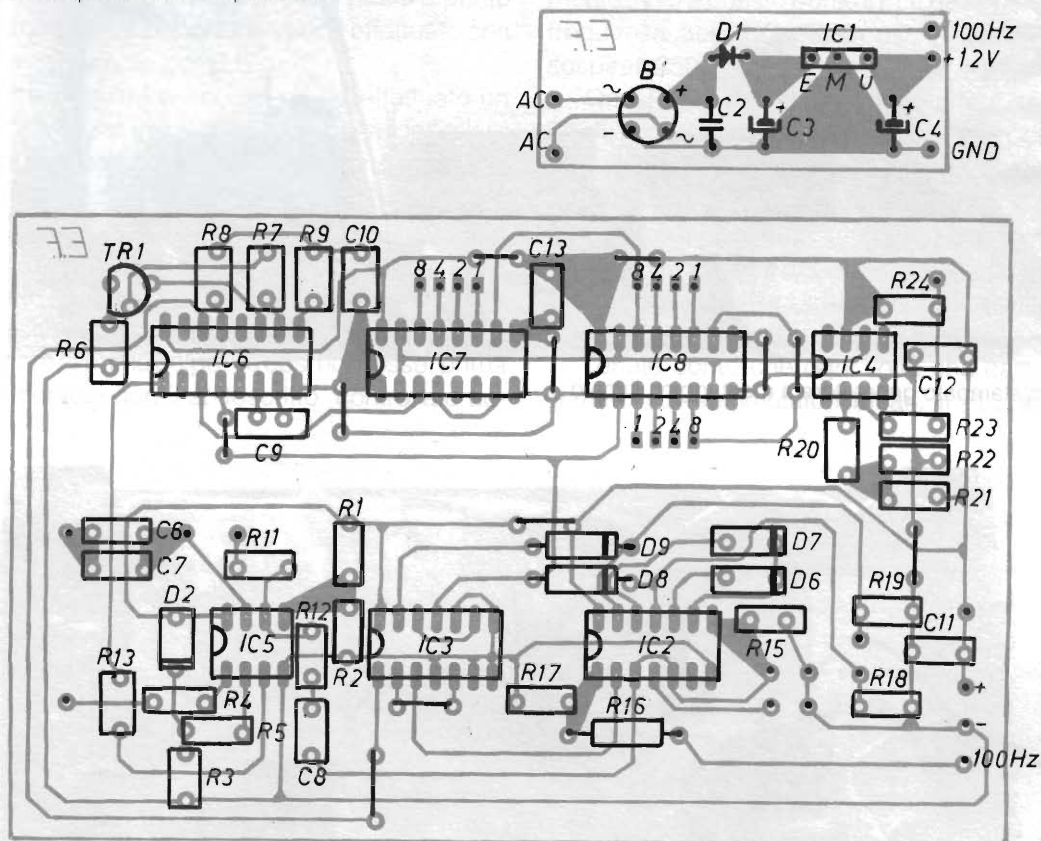 E.F.
D1
IC1
100Hz
B
+12V
~
+
E M U
AC
C2
+
C3
+
C4
AC
-
~
GND
E.F.
TR1
R8 R7 R9 C10
8 4 2 1
C13
8 4 2 1
R24
R6
IC6
IC7
IC8
IC4
C12
C9
1 2 4 8
R20
R23
R22
R21
C6
C7
R11
R1
D9
D8
D7
D6
D2
R12
R19
IC5
IC3
IC2
R15
C11
R13
R2
R17
R18
+
R4
R16
-
R5
R3
C8
100Hz